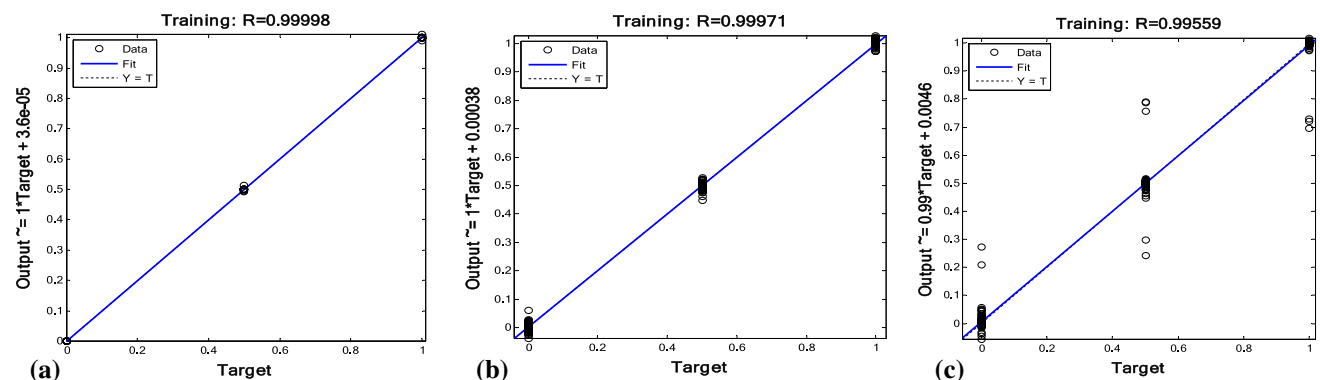 Training: R=0.99998
Data
Fit
Y = T
Output ~= 1*Target + 3.6e-05
1
0.9
0.8
0.7
0.6
0.5
0.4
0.3
0.2
0.1
0
0 0.2 0.4 0.6 0.8 1
Target
(a)
Training: R=0.99971
Data
Fit
Y = T
Output ~= 1*Target + 0.00038
1
0.9
0.8
0.7
0.6
0.5
0.4
0.3
0.2
0.1
0
0 0.2 0.4 0.6 0.8 1
Target
(b)
Training: R=0.99559
Data
Fit
Y = T
Output ~= 0.99*Target + 0.0046
1
0.9
0.8
0.7
0.6
0.5
0.4
0.3
0.2
0.1
0
0 0.2 0.4 0.6 0.8 1
Target
(c)